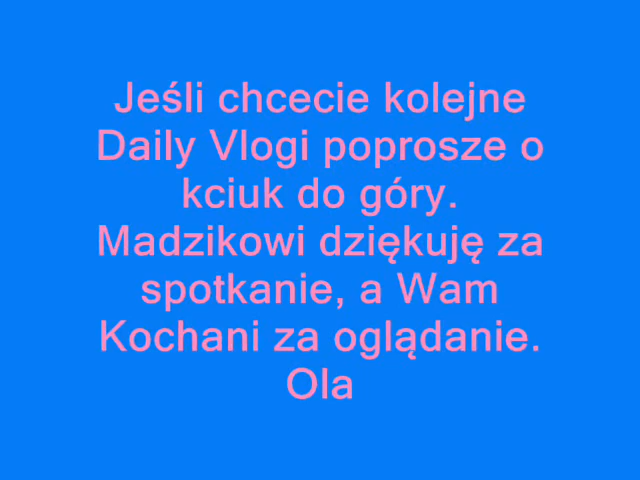 Jeśli chcecie kolejne
Daily Vlogi poprosze o
kciuk do góry.
Madzikowi dziękuję za
spotkanie, a Wam
Kochani za oglądanie.
Ola